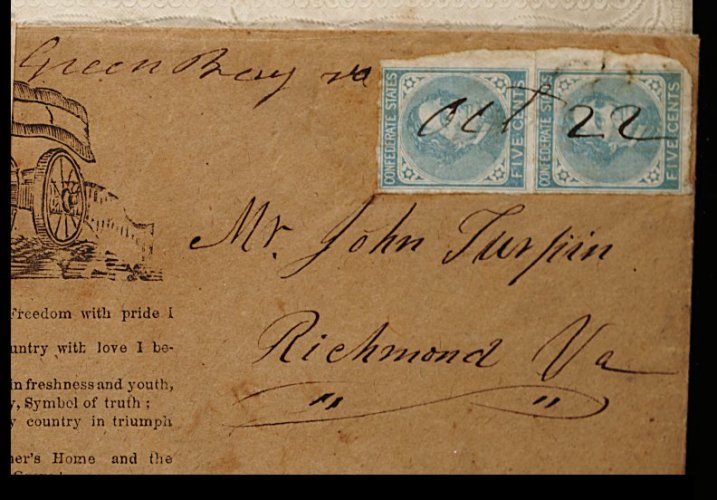 Green Bay va
CONFEDERATE STATES
FIVE CENTS
CONFEDERATE STATES
FIVE CENTS
OCT 22
Mr. John Turpin
Richmond Va
" "
Freedom with pride I
untry with love I be-
in freshness and youth,
y, Symbol of truth ;
y country in triumph
er's Home and the